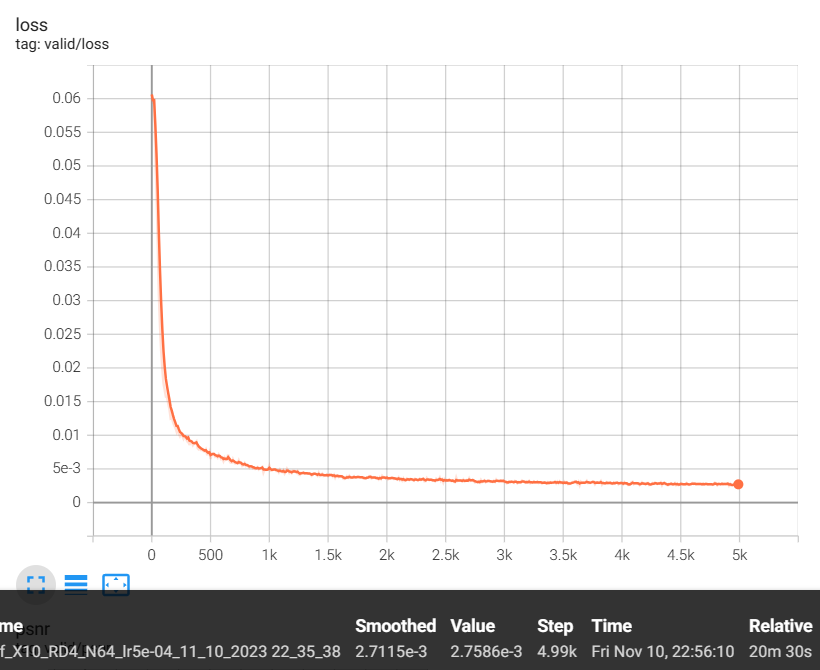 loss
tag: valid/loss
0.06
0.055
0.05
0.045
0.04
0.035
0.03
0.025
0.02
0.015
0.01
5e-3
0
0 500 1k 1.5k 2k 2.5k 3k 3.5k 4k 4.5k 5k
psnr
me Smoothed Value Step Time Relative
f_X10_RD4_N64_lr5e-04_11_10_2023 22_35_38 2.7115e-3 2.7586e-3 4.99k Fri Nov 10, 22:56:10 20m 30s